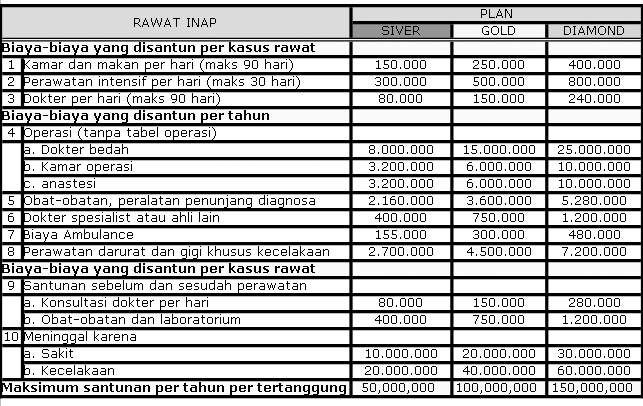 RAWAT INAP PLAN
SIVER GOLD DIAMOND
Biaya-biaya yang disantun per kasus rawat
1 Kamar dan makan per hari (maks 90 hari) 150.000 250.000 400.000
2 Perawatan intensif per hari (maks 30 hari) 300.000 500.000 800.000
3 Dokter per hari (maks 90 hari) 80.000 150.000 240.000
Biaya-biaya yang disantun per tahun
4 Operasi (tanpa tabel operasi)
a. Dokter bedah 8.000.000 15.000.000 25.000.000
b. Kamar operasi 3.200.000 6.000.000 10.000.000
c. anastesi 3.200.000 6.000.000 10.000.000
5 Obat-obatan, peralatan penunjang diagnosa 2.160.000 3.600.000 5.280.000
6 Dokter spesialist atau ahli lain 400.000 750.000 1.200.000
7 Biaya Ambulance 155.000 300.000 480.000
8 Perawatan darurat dan gigi khusus kecelakaan 2.700.000 4.500.000 7.200.000
Biaya-biaya yang disantun per kasus rawat
9 Santunan sebelum dan sesudah perawatan
a. Konsultasi dokter per hari 80.000 150.000 280.000
b. Obat-obatan dan laboratorium 400.000 750.000 1.200.000
10 Meninggal karena
a. Sakit 10.000.000 20.000.000 30.000.000
b. Kecelakaan 20.000.000 40.000.000 60.000.000
Maksimum santunan per tahun per tertanggung 50,000,000 100,000,000 150,000,000